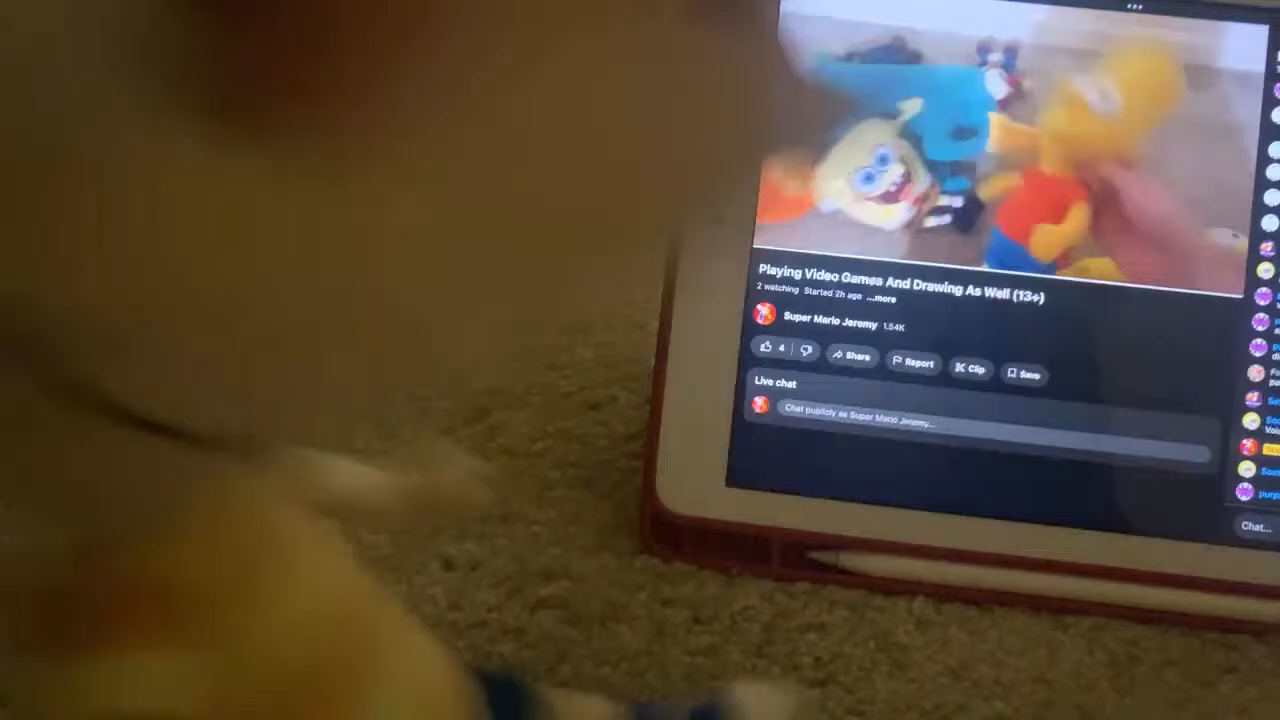 Playing Video Games And Drawing As Well (13+)
2 watching Started 2h ago ...more
Super Mario Jeremy 1.54K
4
Share
Report
Clip
Save
Live chat
Chat publicly as Super Mario Jeremy...
Chat...